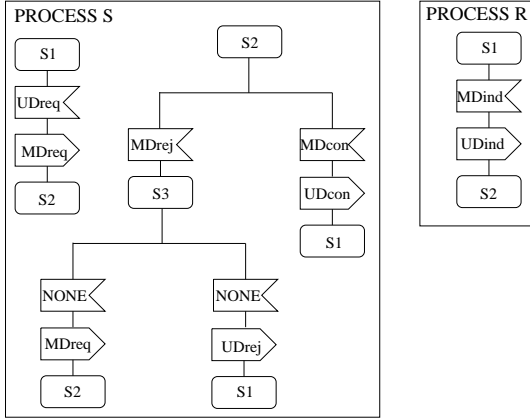 PROCESS S
S1
UDreq
MDreq
S2
S2
MDrej
MDcon
S3
UDcon
S1
NONE
NONE
MDreq
UDrej
S2
S1
PROCESS R
S1
MDind
UDind
S2